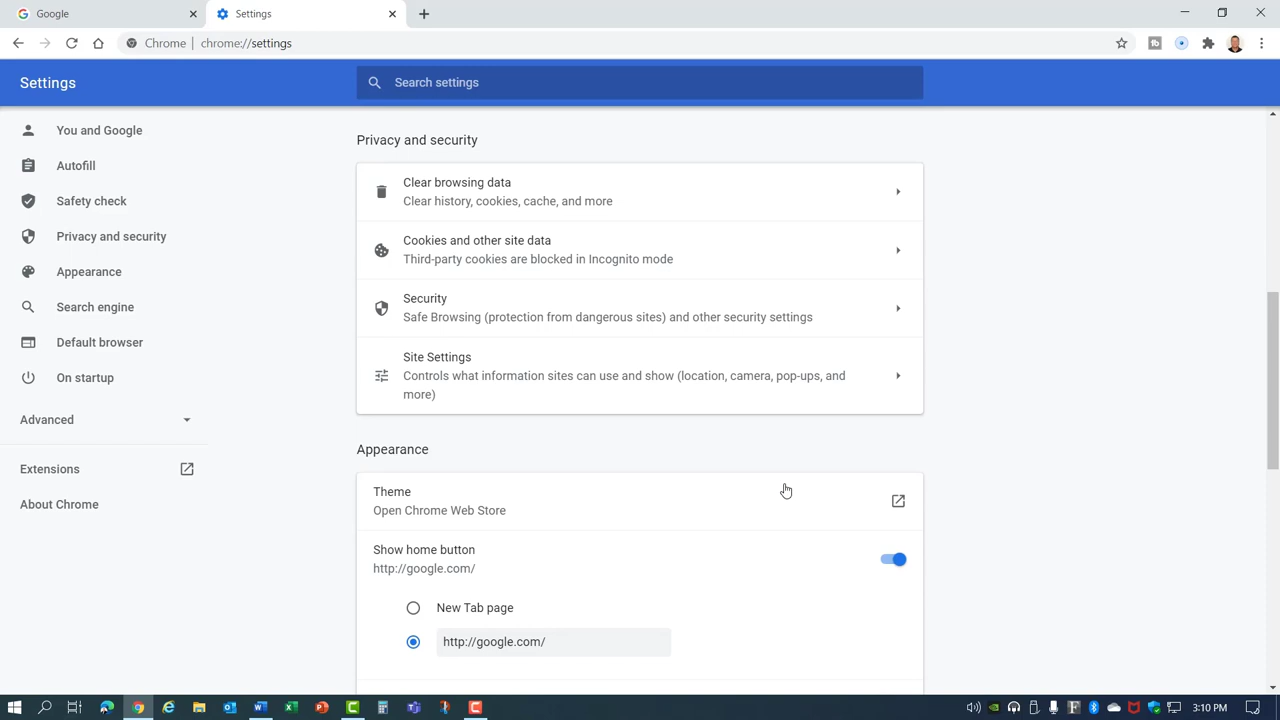 Google
Settings
Chrome | chrome://settings
Settings
Search settings
You and Google
Autofill
Safety check
Privacy and security
Appearance
Search engine
Default browser
On startup
Advanced
Extensions
About Chrome
Privacy and security
Clear browsing data
Clear history, cookies, cache, and more
Cookies and other site data
Third-party cookies are blocked in Incognito mode
Security
Safe Browsing (protection from dangerous sites) and other security settings
Site Settings
Controls what information sites can use and show (location, camera, pop-ups, and
more)
Appearance
Theme
Open Chrome Web Store
Show home button
http://google.com/
New Tab page
http://google.com/
3:10 PM